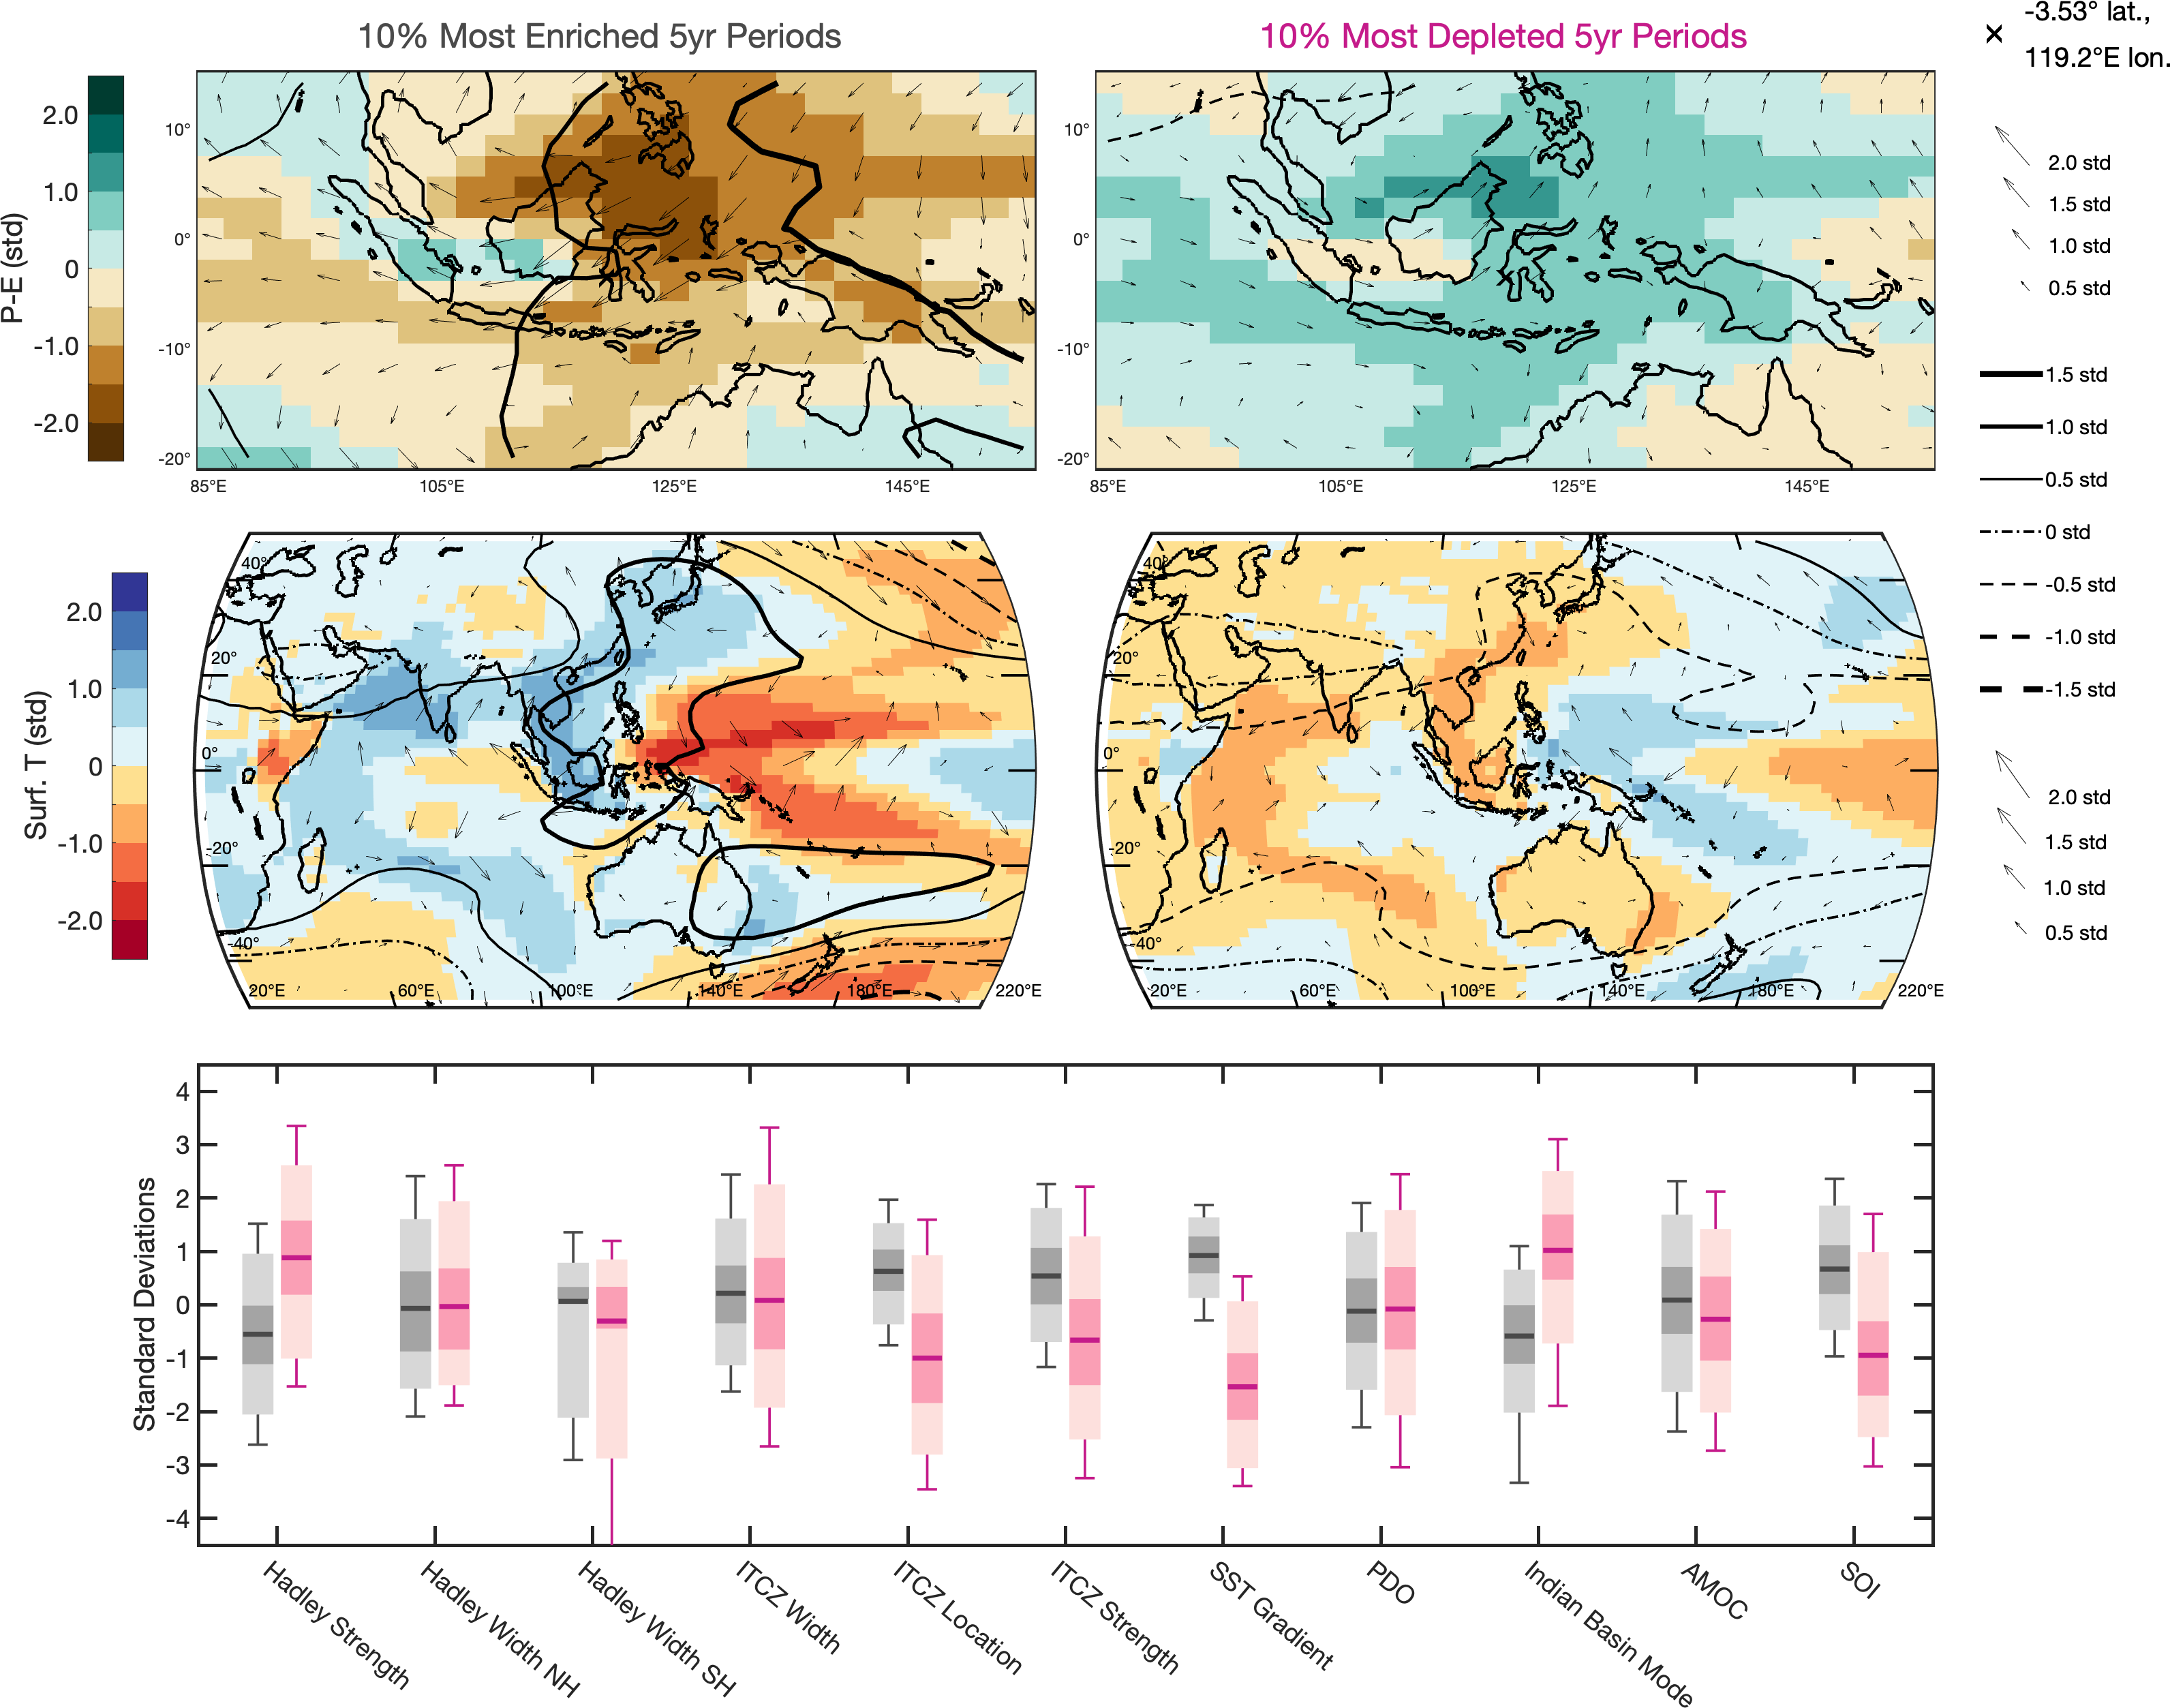 10% Most Enriched 5yr Periods
10% Most Depleted 5yr Periods
-3.53° lat.,
119.2°E lon.
P-E (std)
2.0
1.0
0
-1.0
-2.0
10°
0°
-10°
-20°
85°E
105°E
125°E
145°E
10°
0°
-10°
-20°
85°E
105°E
125°E
145°E
2.0 std
1.5 std
1.0 std
0.5 std
1.5 std
1.0 std
0.5 std
0 std
-0.5 std
-1.0 std
-1.5 std
Surf. T (std)
2.0
1.0
0
-1.0
-2.0
40°
20°
0°
-20°
-40°
20°E
60°E
100°E
140°E
180°E
220°E
40°
20°
0°
-20°
-40°
20°E
60°E
100°E
140°E
180°E
220°E
2.0 std
1.5 std
1.0 std
0.5 std
Standard Deviations
4
3
2
1
0
-1
-2
-3
-4
Hadley Strength
Hadley Width NH
Hadley Width SH
ITCZ Width
ITCZ Location
ITCZ Strength
SST Gradient
PDO
Indian Basin Mode
AMOC
SOI